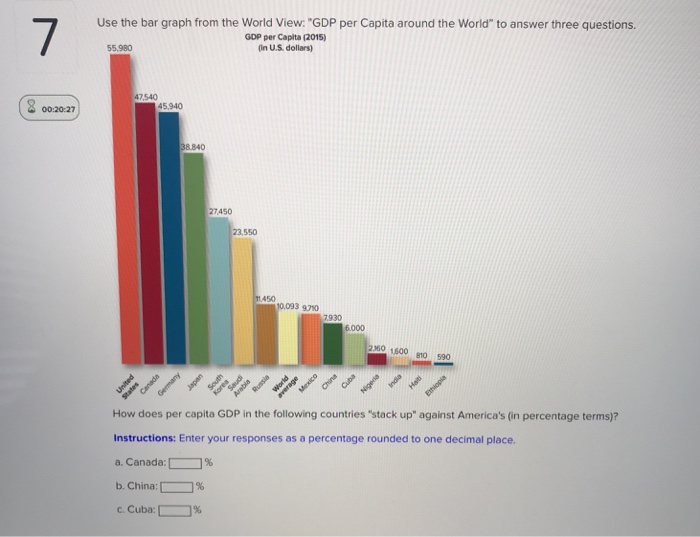 7
00:20:27
Use the bar graph from the World View: "GDP per Capita around the World" to answer three questions.
GDP per Capita (2015)
(in U.S. dollars)
55,980
47,540
45,940
38,840
27,450
23,550
11,450
10,093
9,710
7,930
6,000
2,160
1,600
810
590
United States
Canada
Germany
Japan
South Korea
Saudi Arabia
Russia
World average
Mexico
China
Cuba
Nigeria
India
Haiti
Ethiopia
How does per capita GDP in the following countries "stack up" against America's (in percentage terms)?
Instructions: Enter your responses as a percentage rounded to one decimal place.
a. Canada: %
b. China: %
c. Cuba: %